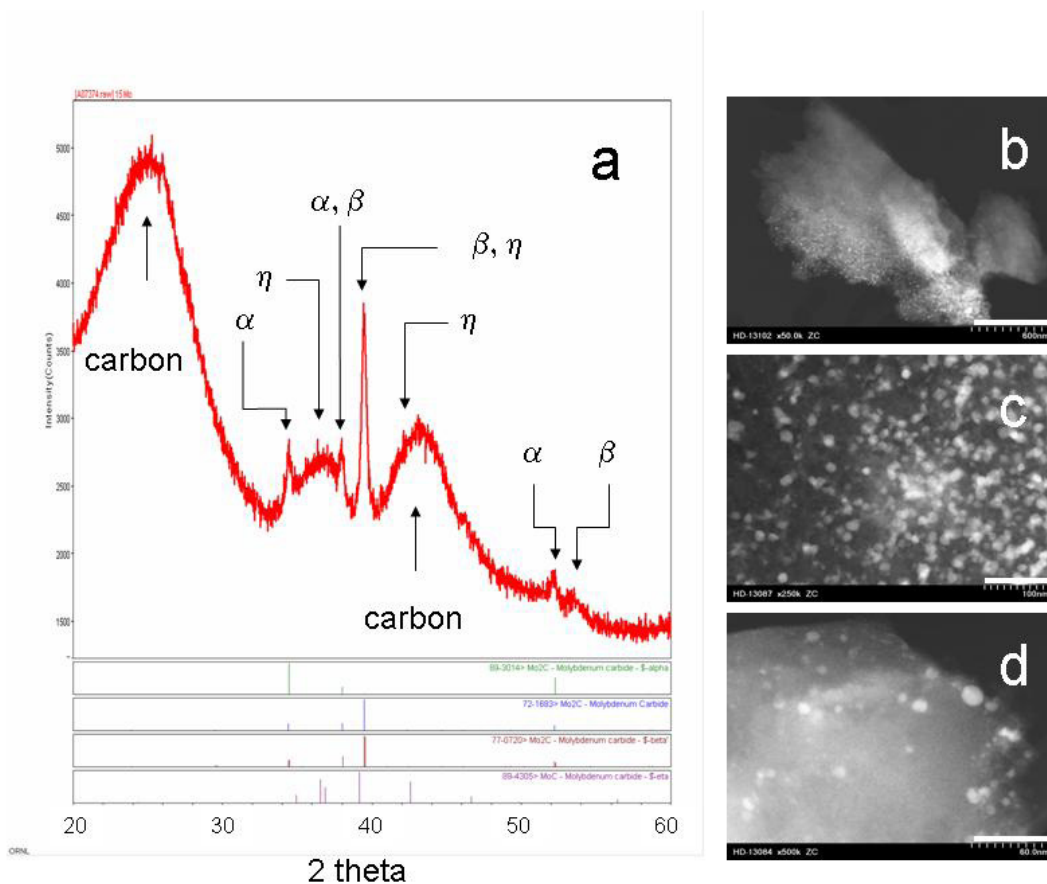 [A07374.raw] 15 Mo
a
5000
4500
4000
3500
3000
2500
2000
1500
Intensity(Counts)
carbon
α
η
α, β
β, η
η
carbon
α
β
89-3014> Mo2C - Molybdenum carbide - $-alpha
72-1683> Mo2C - Molybdenum Carbide
77-0720> Mo2C - Molybdenum carbide - $-beta'
89-4305> MoC - Molybdenum carbide - $-eta
20 30 40 50 60
2 theta
ORNL
b
HD-13102 x50.0k ZC 600nm
c
HD-13087 x250k ZC 100nm
d
HD-13084 x500k ZC 60.0nm